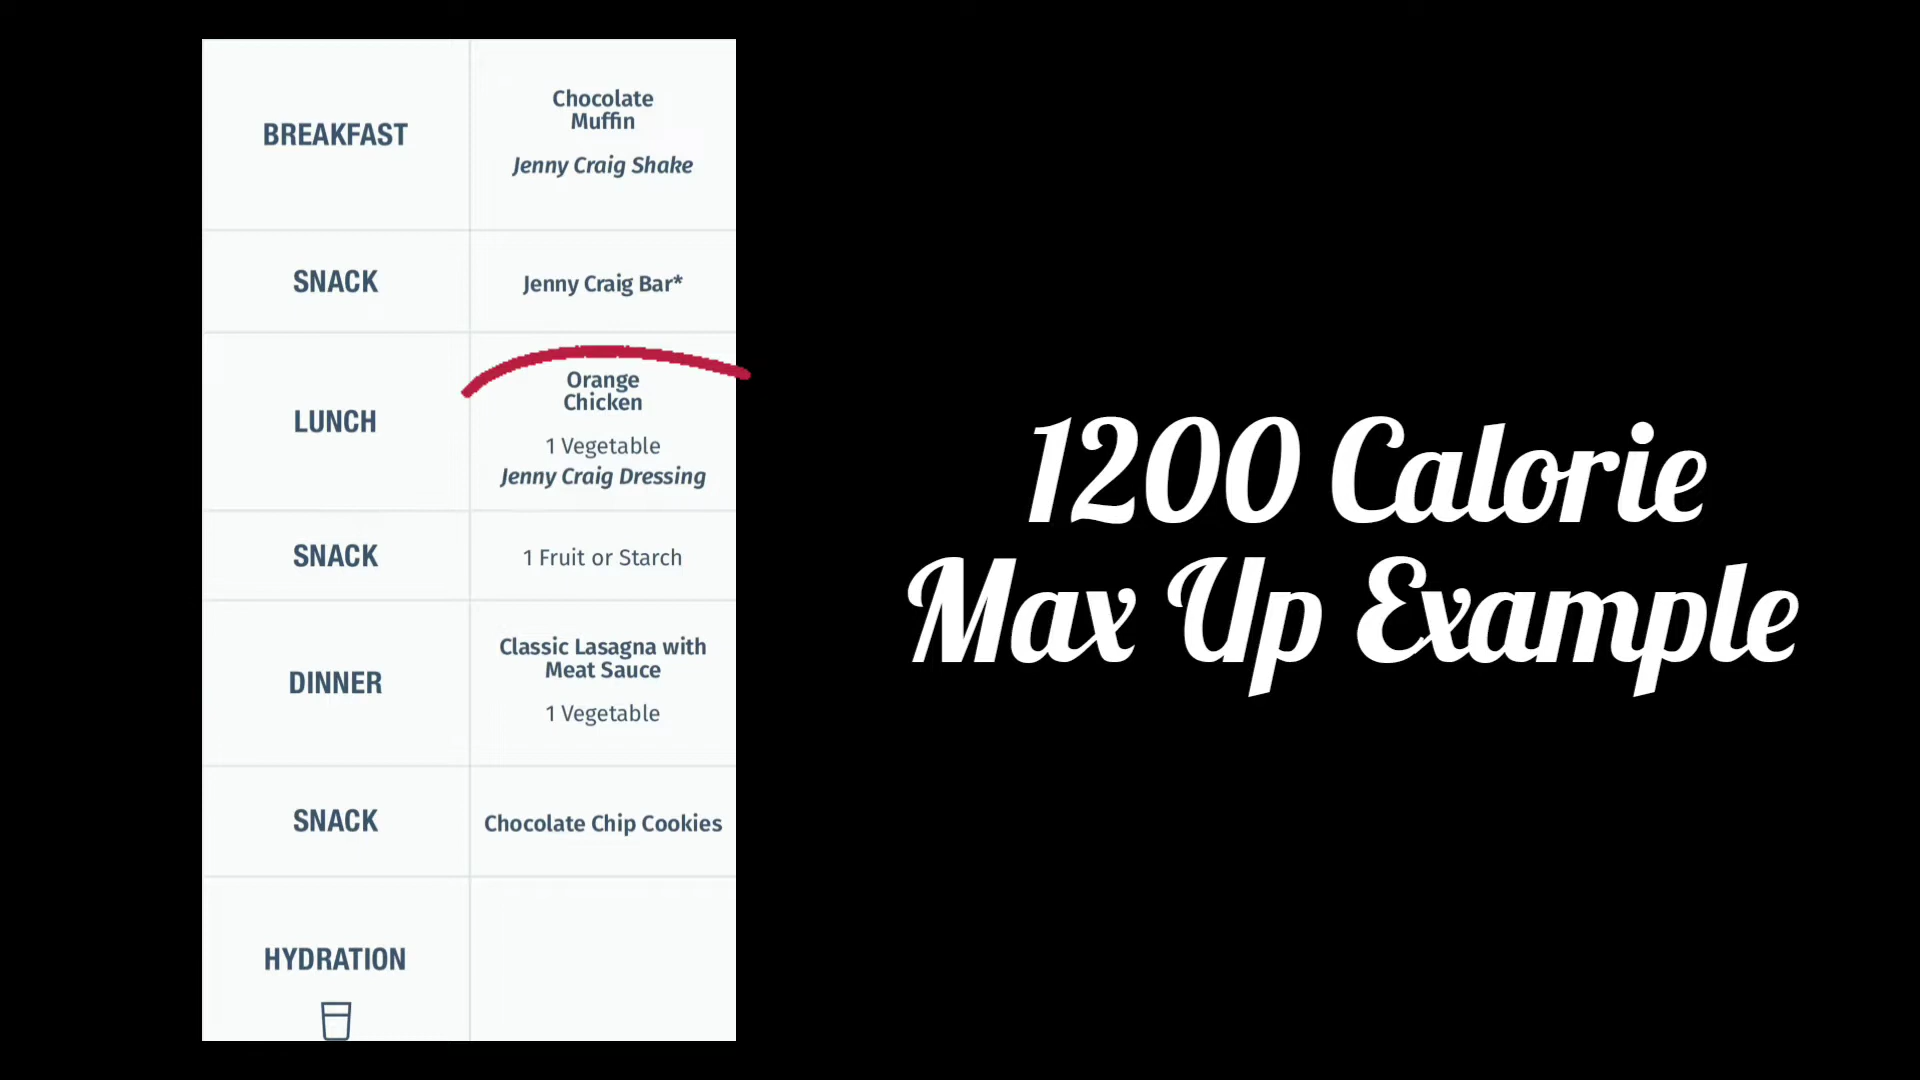 BREAKFAST
Chocolate
Muffin
Jenny Craig Shake
SNACK
Jenny Craig Bar*
LUNCH
Orange
Chicken
1 Vegetable
Jenny Craig Dressing
SNACK
1 Fruit or Starch
DINNER
Classic Lasagna with
Meat Sauce
1 Vegetable
SNACK
Chocolate Chip Cookies
HYDRATION
1200 Calorie
Max Up Example